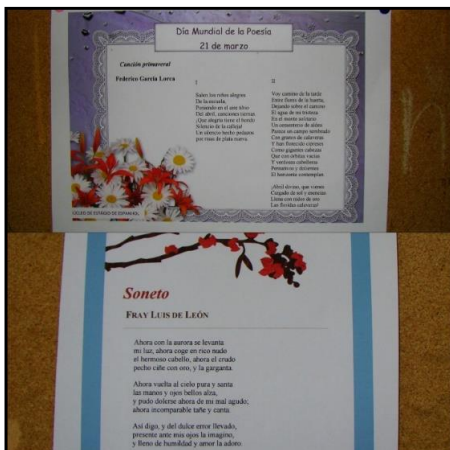 Día Mundial de la Poesía
21 de marzo
Canción primaveral
Federico García Lorca
I
Salen los niños alegres
De la escuela,
Poniendo en el aire tibio
Del abril, canciones tiernas.
¡Que alegría tiene el hondo
Silencio de la calleja!
Un silencio hecho pedazos
por risas de plata nueva.
II
Voy camino de la tarde
Entre flores de la huerta,
Dejando sobre el camino
El agua de mi tristeza.
En el monte solitario
Un cementerio de aldea
Parece un campo sembrado
Con granos de calaveras.
Y han florecido cipreses
Como gigantes cabezas
Que con órbitas vacías
Y verdosas cabelleras
Pensativos y dolientes
El horizonte contemplan.
¡Abril divino, que vienes
Cargado de sol y esencias
Llena con nidos de oro
Las floridas calaveras!
Soneto
FRAY LUIS DE LEÓN
Ahora con la aurora se levanta
mi luz, ahora coge en rico nudo
el hermoso cabello, ahora el crudo
pecho ciñe con oro, y la garganta.
Ahora vuelta al cielo pura y santa
las manos y ojos bellos alza,
y pudo dolerse ahora de mi mal agudo;
ahora incomparable tañe y canta.
Así digo, y del dulce error llevado,
presente ante mis ojos la imagino,
y lleno de humildad y amor la adoro